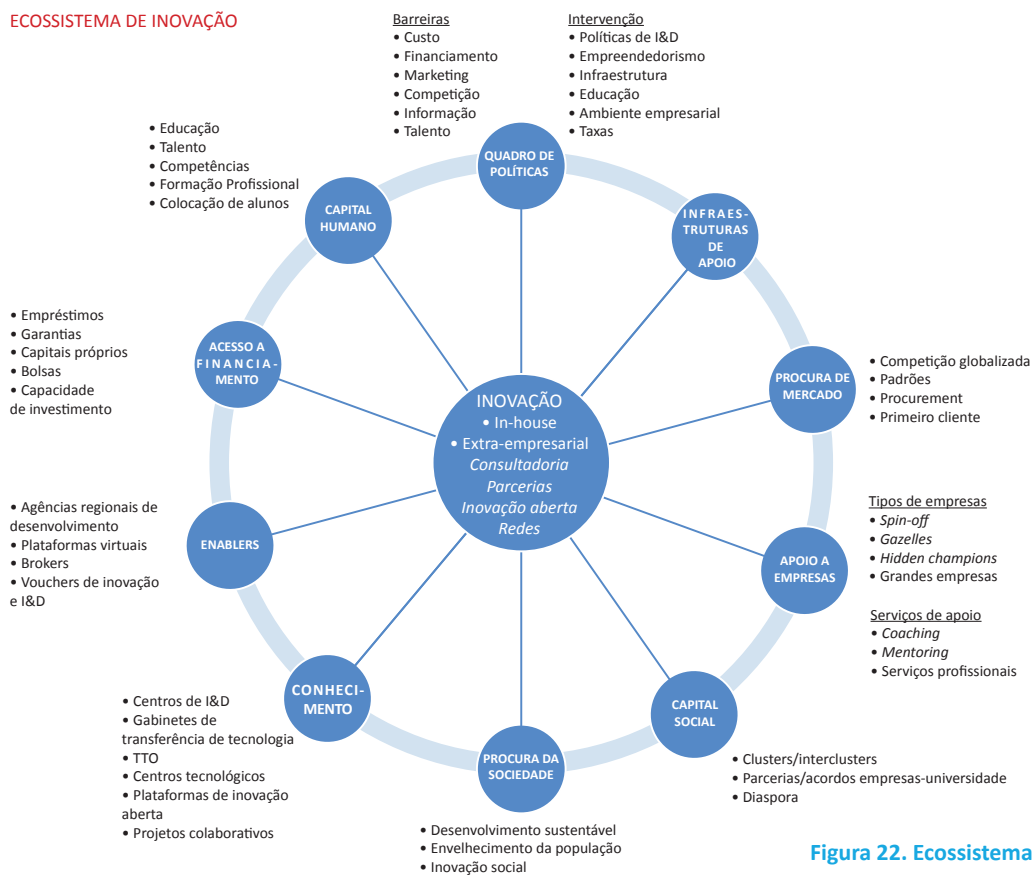 ECOSSISTEMA DE INOVAÇÃO
Barreiras
• Custo
• Financiamento
• Marketing
• Competição
• Informação
• Talento
Intervenção
• Políticas de I&D
• Empreendedorismo
• Infraestrutura
• Educação
• Ambiente empresarial
• Taxas
QUADRO DE
POLÍTICAS
INFRAES-
TRUTURAS
DE
APOIO
PROCURA DE
MERCADO
• Competição globalizada
• Padrões
• Procurement
• Primeiro cliente
APOIO A
EMPRESAS
Tipos de empresas
• Spin-off
• Gazelles
• Hidden champions
• Grandes empresas
Serviços de apoio
• Coaching
• Mentoring
• Serviços profissionais
CAPITAL
SOCIAL
• Clusters/interclusters
• Parcerias/acordos empresas-universidade
• Diaspora
PROCURA DA
SOCIEDADE
• Desenvolvimento sustentável
• Envelhecimento da população
• Inovação social
CONHECI-
MENTO
• Centros de I&D
• Gabinetes de
transferência de tecnologia
• TTO
• Centros tecnológicos
• Plataformas de inovação
aberta
• Projetos colaborativos
ENABLERS
• Agências regionais de
desenvolvimento
• Plataformas virtuais
• Brokers
• Vouchers de inovação
e I&D
ACESSO A
FINANCIA-
MENTO
• Empréstimos
• Garantias
• Capitais próprios
• Bolsas
• Capacidade
de investimento
CAPITAL
HUMANO
• Educação
• Talento
• Competências
• Formação Profissional
• Colocação de alunos
INOVAÇÃO
• In-house
• Extra-empresarial
Consultadoria
Parcerias
Inovação aberta
Redes
Figura 22. Ecossistema